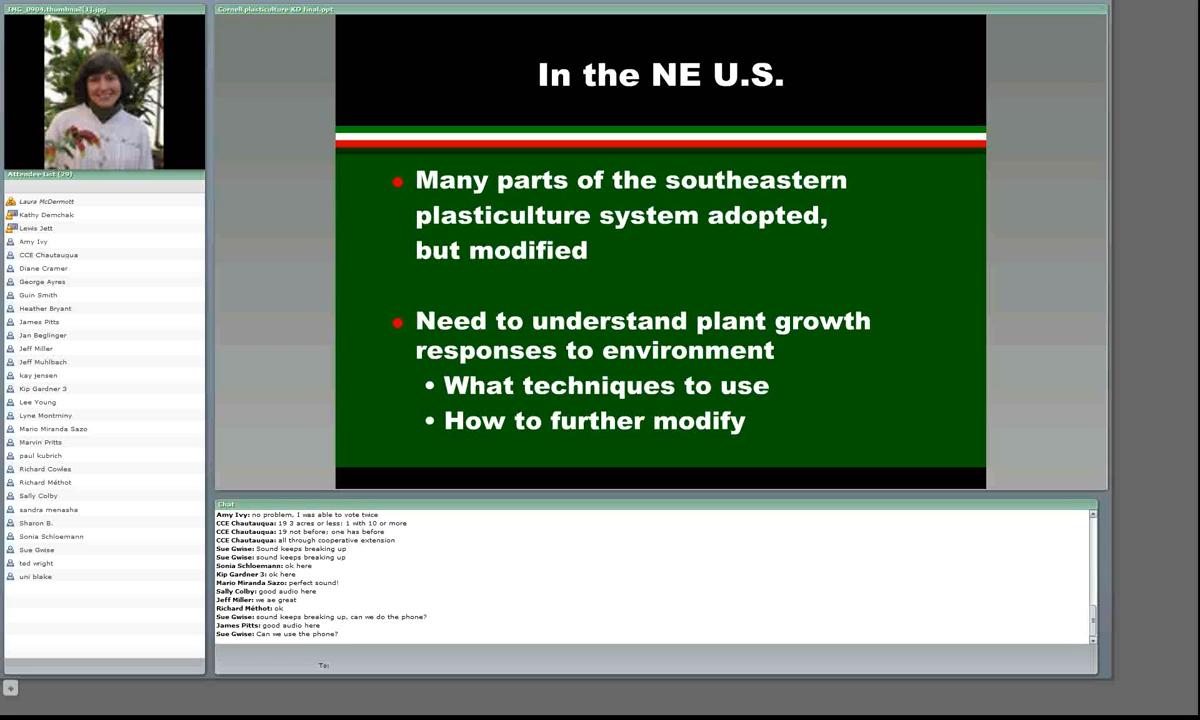 IMG_0904.thumbnail[1].jpg
Attendee List (29)
Laura McDermott
Kathy Demchak
Lewis Jett
Amy Ivy
CCE Chautauqua
Diane Cramer
George Ayres
Guin Smith
Heather Bryant
James Pitts
Jan Beglinger
Jeff Miller
Jeff Muhlbach
kay jensen
Kip Gardner 3
Lee Young
Lyne Montminy
Mario Miranda Sazo
Marvin Pritts
paul kubrich
Richard Cowles
Richard Méthot
Sally Colby
sandra menasha
Sharon B.
Sonia Schloemann
Sue Gwise
ted wright
uni blake
Cornell plasticulture KD final.ppt
In the NE U.S.
• Many parts of the southeastern
plasticulture system adopted,
but modified
• Need to understand plant growth
responses to environment
• What techniques to use
• How to further modify
Chat
Amy Ivy: no problem, I was able to vote twice
CCE Chautauqua: 19 3 acres or less; 1 with 10 or more
CCE Chautauqua: 19 not before; one has before
CCE Chautauqua: all through cooperative extension
Sue Gwise: Sound keeps breaking up
Sue Gwise: sound keeps breaking up
Sonia Schloemann: ok here
Kip Gardner 3: ok here
Mario Miranda Sazo: perfect sound!
Sally Colby: good audio here
Jeff Miller: we ae great
Richard Méthot: ok
Sue Gwise: sound keeps breaking up, can we do the phone?
James Pitts: good audio here
Sue Gwise: Can we use the phone?
To: